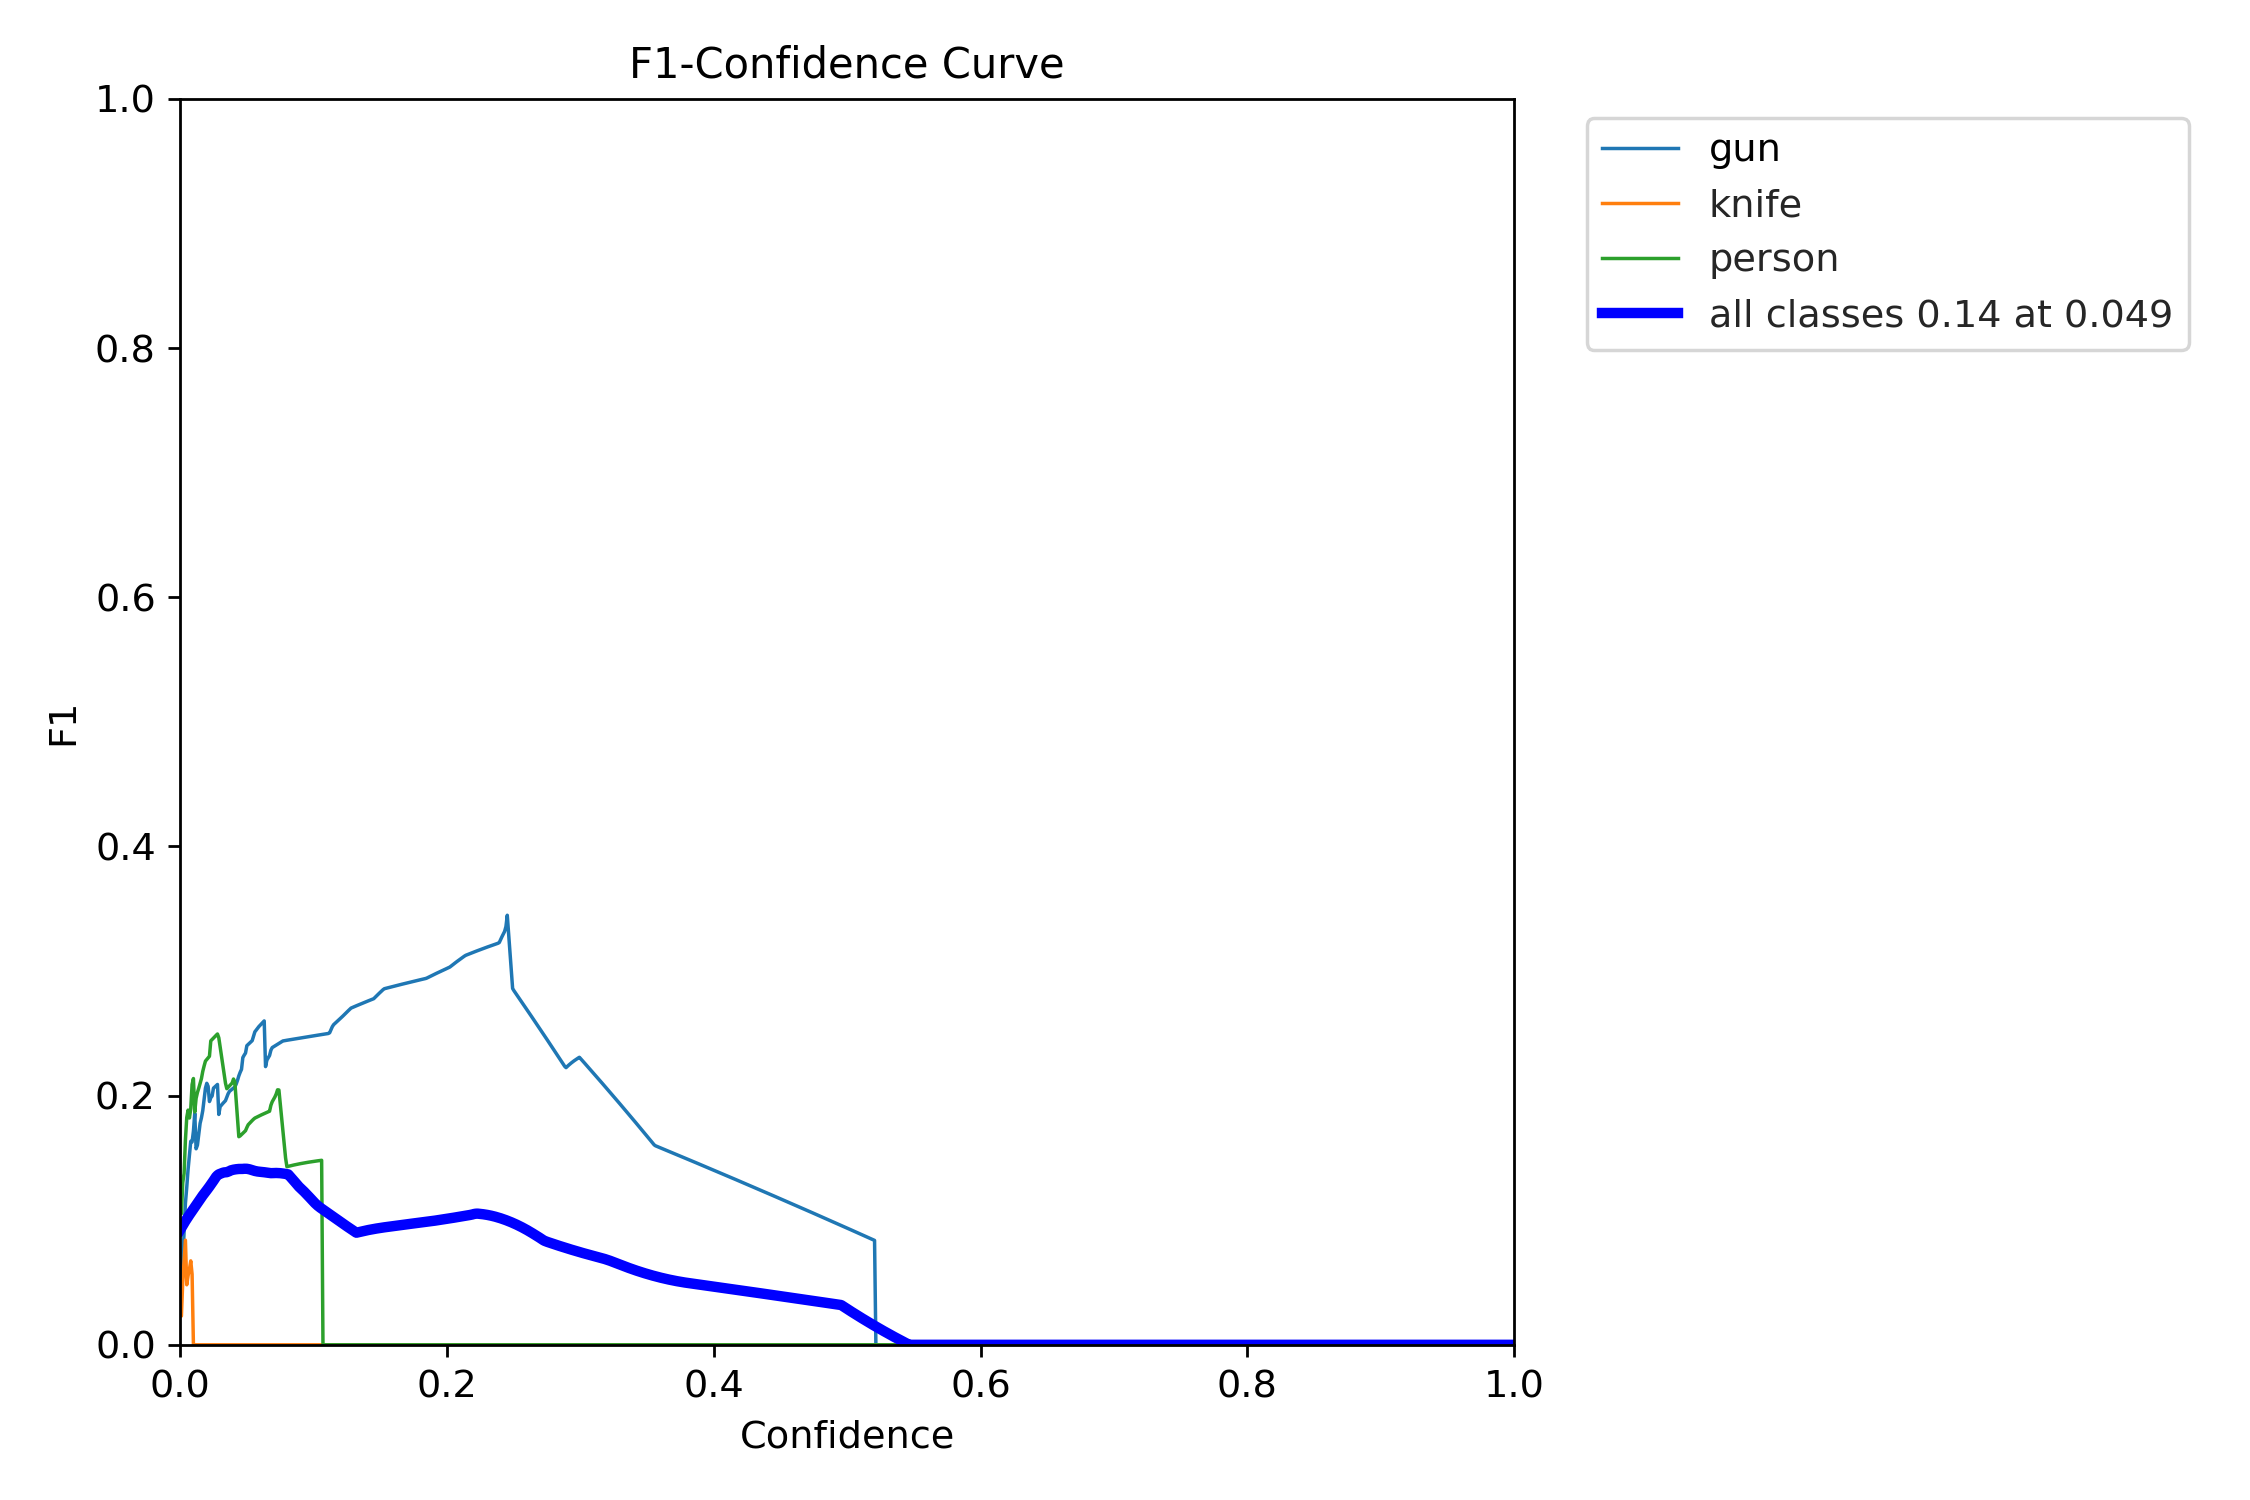 F1-Confidence Curve
1.0
0.8
0.6
0.4
0.2
0.0
F1
0.0 0.2 0.4 0.6 0.8 1.0
Confidence
gun
knife
person
all classes 0.14 at 0.049